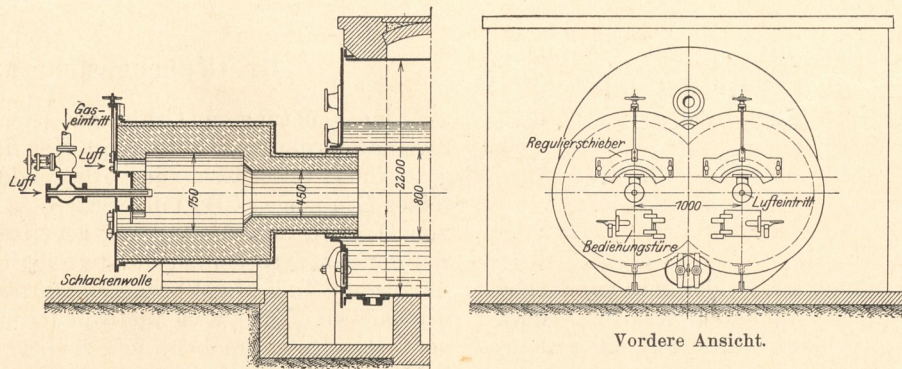 Gas-
eintritt
Luft
Luft
750
450
2200
800
Schlackenwolle
Regulierschieber
1000
Lufteintritt
Bedienungstüre
Vordere Ansicht.